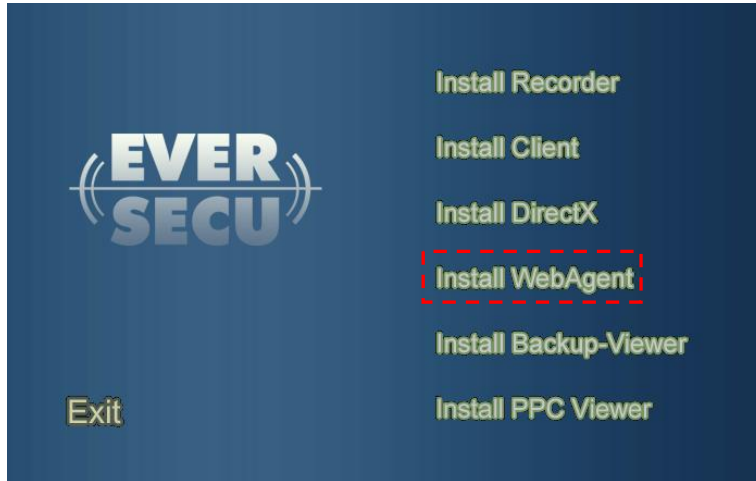 EVER
SECU
Install Recorder
Install Client
Install DirectX
Install WebAgent
Install Backup-Viewer
Install PPC Viewer
Exit